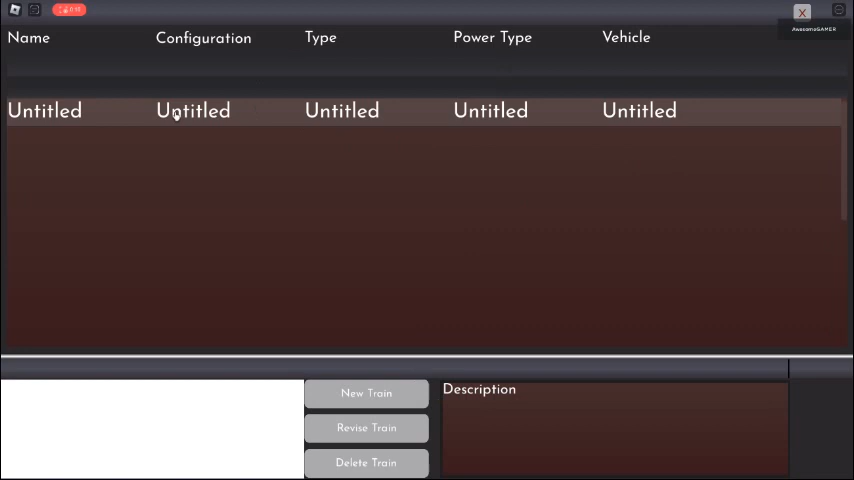 Name Configuration Type Power Type Vehicle
AwesomeGAMER
Untitled Untitled Untitled Untitled Untitled
New Train
Revise Train
Delete Train
Description
X